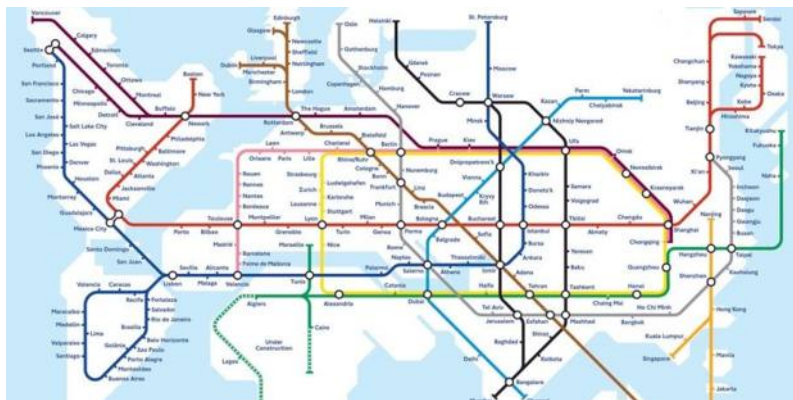 Vancouver
Calgary
Edmonton
Toronto
Ottawa
Montreal
Seattle
Portland
San Francisco
Sacramento
San José
Los Angeles
San Diego
Phoenix
Houston
Monterrey
Guadalajara
Mexico City
Santo Domingo
San Juan
Chicago
Minneapolis
Detroit
Cleveland
Buffalo
Salt Lake City
Las Vegas
Denver
Boston
New York
Newark
Philadelphia
Baltimore
Washington
Pittsburgh
St. Louis
Dallas
Atlanta
Jacksonville
Miami
Edinburgh
Glasgow
Newcastle
Sheffield
Nottingham
Liverpool
Dublin
Manchester
Birmingham
London
Oslo
Gothenburg
Stockholm
Copenhagen
Hamburg
Hanover
Helsinki
Gdansk
Poznan
Cracow
Warsaw
St. Petersburg
Moscow
Minsk
Kazan
Perm
Yekaterinburg
Chelyabinsk
Nizhniy Novgorod
Ufa
Omsk
Novosibirsk
Krasnoyarsk
The Hague
Amsterdam
Rotterdam
Antwerp
Brussels
Bielefeld
Charleroi
Berlin
Prague
Kiev
Rhine/Ruhr
Cologne
Bonn
Frankfurt
Nuremburg
Munich
Linz
Brescia
Leon
Orleans
Paris
Lille
Rouen
Rennes
Nantes
Bordeaux
Strasbourg
Zurich
Lausanne
Ludwigshafen
Karlsruhe
Stuttgart
Toulouse
Montpellier
Grenoble
Lyon
Milan
Porto
Bilbao
Turin
Genoa
Parma
Bologna
Madrid
Barcelona
Palma de Mallorca
Nice
Marseille
Rome
Naples
Salerno
Palermo
Catania
Lisbon
Seville
Alicante
Malaga
Valencia
Tunis
Algiers
Cairo
Lagos
Under
Construction
Alexandria
Vienna
Budapest
Belgrade
Dnipropetrovs'k
Kryvy
Rih
Kharkiv
Donets'k
Odessa
Bucharest
Sofia
Istanbul
Bursa
Ankara
Adana
Thessaloniki
Athens
Izmir
Samara
Volgograd
Tbilisi
Yerevan
Baku
Tashkent
Haifa
Tehran
Dubai
Tel Aviv
Jerusalem
Esfahan
Mashhad
Baghdad
Shiraz
Kolkata
Delhi
Bangalore
Almaty
Chengdu
Chongqing
Shanghai
Guangzhou
Hanoi
Chiang Mai
Ho Chi Minh
Bangkok
Wuhan
Xi'an
Tianjin
Beijing
Shenyang
Changchun
Pyongyang
Seoul
Incheon
Daejeon
Daegu
Gwangju
Busan
Sapporo
Sendai
Tokyo
Kawasaki
Yokohama
Nagoya
Kyoto
Osaka
Kobe
Hiroshima
Kitakyushu
Fukuoka
Naha
Nanjing
Hangzhou
Taipei
Kaohsiung
Shenzhen
Hong Kong
Kuala Lumpur
Singapore
Manila
Jakarta
Valencia
Caracas
Maracaibo
Medellin
Lima
Valparaiso
Santiago
Recife
Fortaleza
Salvador
Rio de Janeiro
Brasilia
Belo Horizonte
Goiânia
Sao Paulo
Porto Alegre
Montevideo
Buenos Aires